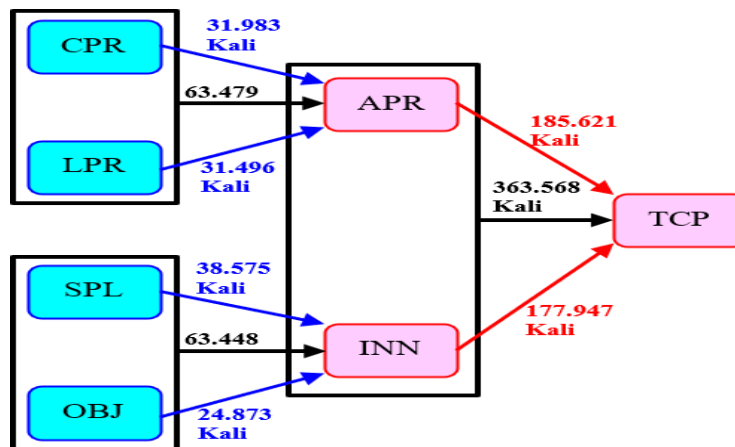 31.983
Kali
CPR
63.479
APR
LPR
31.496
Kali
185.621
Kali
363.568
Kali
TCP
SPL
38.575
Kali
63.448
INN
177.947
Kali
OBJ
24.873
Kali